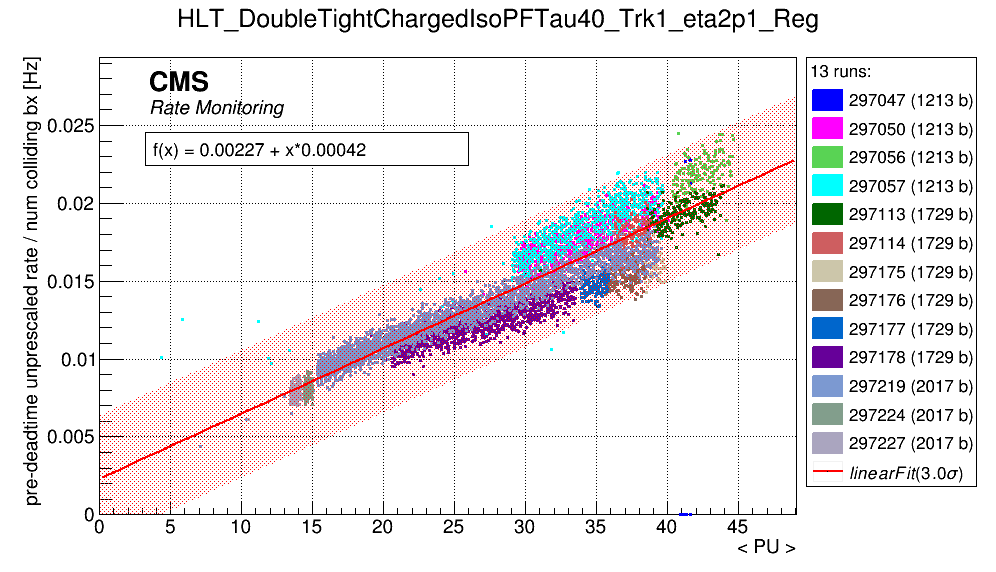 HLT_DoubleTightChargedIsoPFTau40_Trk1_eta2p1_Reg
pre-deadtime unprescaled rate / num colliding bx [Hz]
CMS
Rate Monitoring
f(x) = 0.00227 + x*0.00042
0.025
0.02
0.015
0.01
0.005
0
0 5 10 15 20 25 30 35 40 45
< PU >
13 runs:
297047 (1213 b)
297050 (1213 b)
297056 (1213 b)
297057 (1213 b)
297113 (1729 b)
297114 (1729 b)
297175 (1729 b)
297176 (1729 b)
297177 (1729 b)
297178 (1729 b)
297219 (2017 b)
297224 (2017 b)
297227 (2017 b)
linearFit(3.0σ)